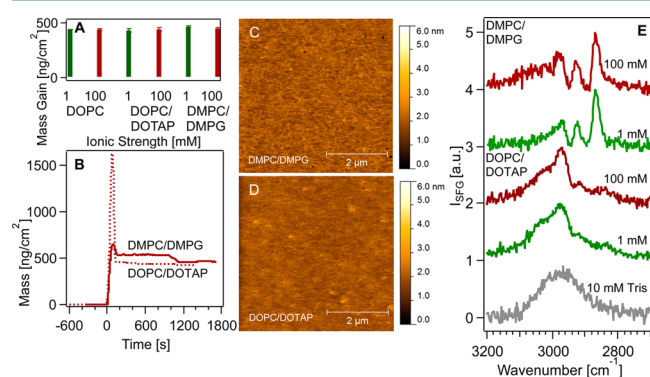 A
500
0
Mass Gain [ng/cm2]
1 100 1 100 1 100
DOPC DOPC/ DMPC/
DOTAP DMPG
Ionic Strength [mM]
B
1500
1000
500
0
Mass [ng/cm2]
DMPC/DMPG
DOPC/DOTAP
-600 0 600 1200 1800
Time [s]
C
DMPC/DMPG
2 μm
6.0 nm
5.0
4.0
3.0
2.0
1.0
0.0
D
DOPC/DOTAP
2 μm
6.0 nm
5.0
4.0
3.0
2.0
1.0
0.0
E
DMPC/
DMPG
100 mM
1 mM
DOPC/
DOTAP
100 mM
1 mM
10 mM Tris
5
4
3
2
1
0
ISFG [a.u.]
3200 3000 2800
Wavenumber [cm-1]